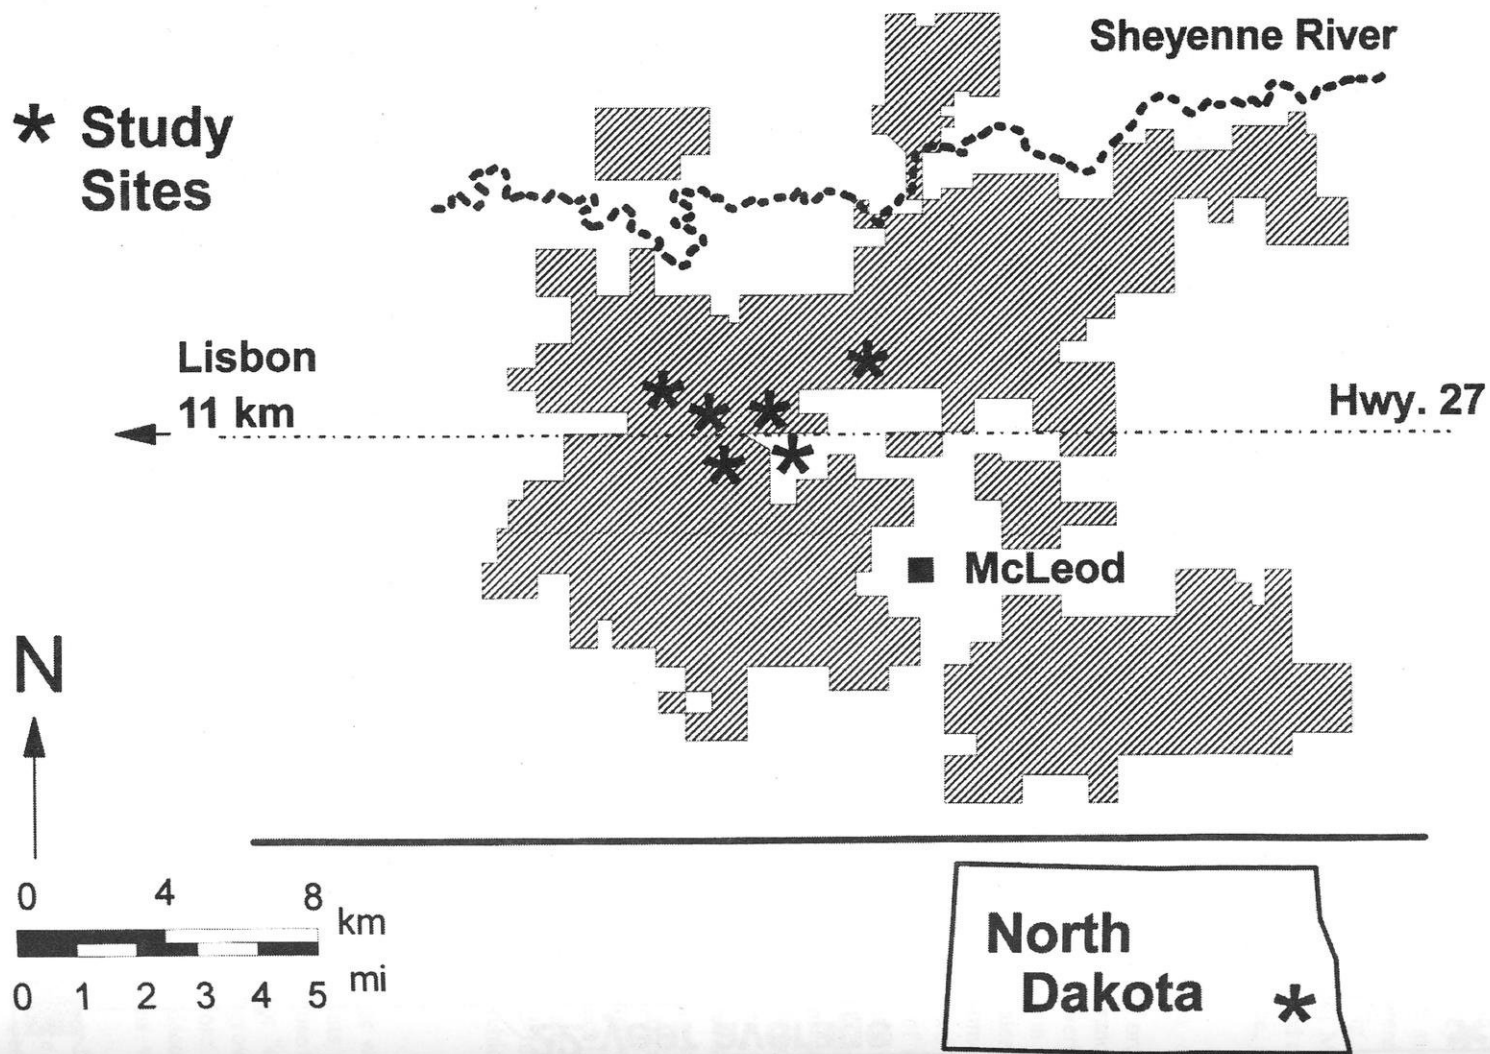 Sheyenne River
* Study
Sites
Lisbon
11 km
Hwy. 27
McLeod
N
0 4 8
km
mi
0 1 2 3 4 5
North
Dakota